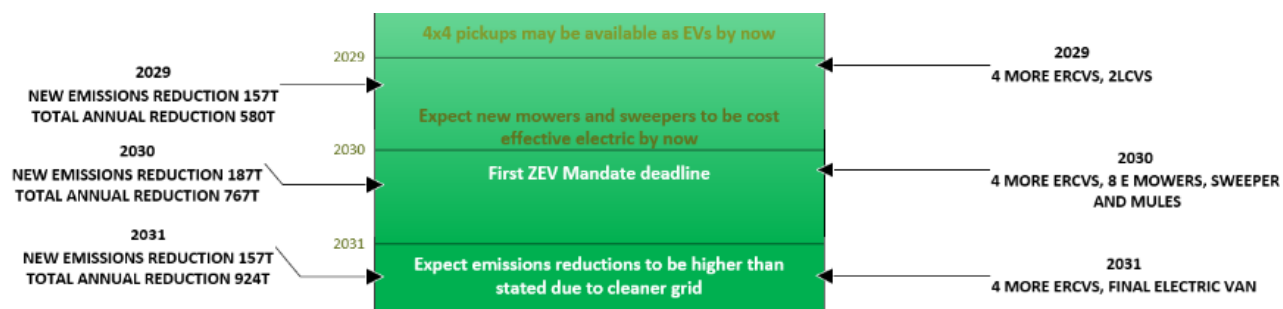 4x4 pickups may be available as EVs by now
2029
2029
NEW EMISSIONS REDUCTION 157T
TOTAL ANNUAL REDUCTION 580T
2029
4 MORE ERCVS, 2LCVS
Expect new mowers and sweepers to be cost
effective electric by now
2030
2030
NEW EMISSIONS REDUCTION 187T
TOTAL ANNUAL REDUCTION 767T
First ZEV Mandate deadline
2030
4 MORE ERCVS, 8 E MOWERS, SWEEPER
AND MULES
2031
2031
NEW EMISSIONS REDUCTION 157T
TOTAL ANNUAL REDUCTION 924T
Expect emissions reductions to be higher than
stated due to cleaner grid
2031
4 MORE ERCVS, FINAL ELECTRIC VAN